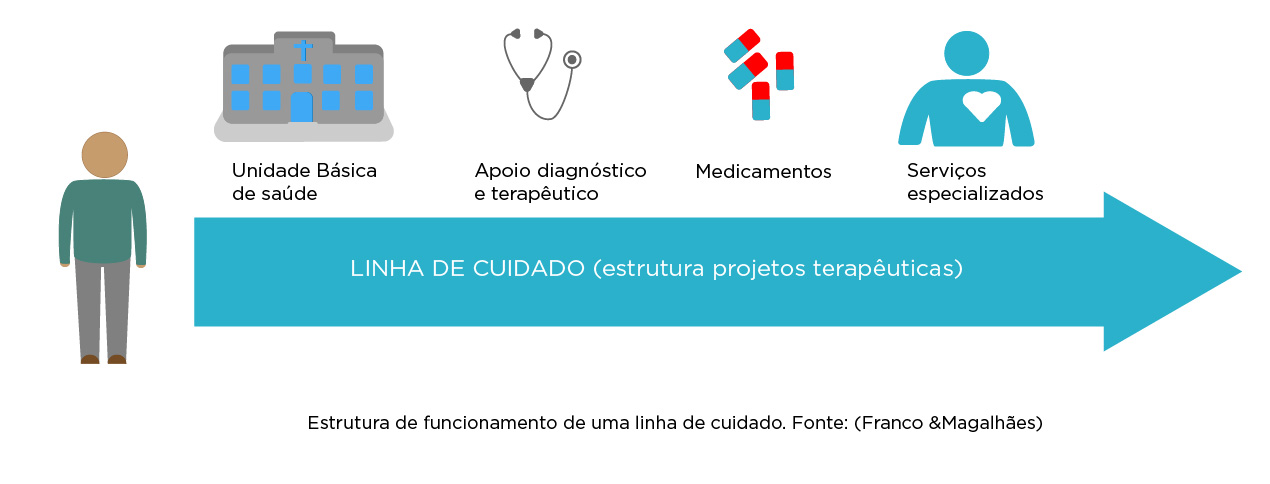 Unidade Básica
de saúde
Apoio diagnóstico
e terapêutico
Medicamentos
Serviços
especializados
LINHA DE CUIDADO (estrutura projetos terapêuticas)
Estrutura de funcionamento de uma linha de cuidado. Fonte: (Franco &Magalhães)